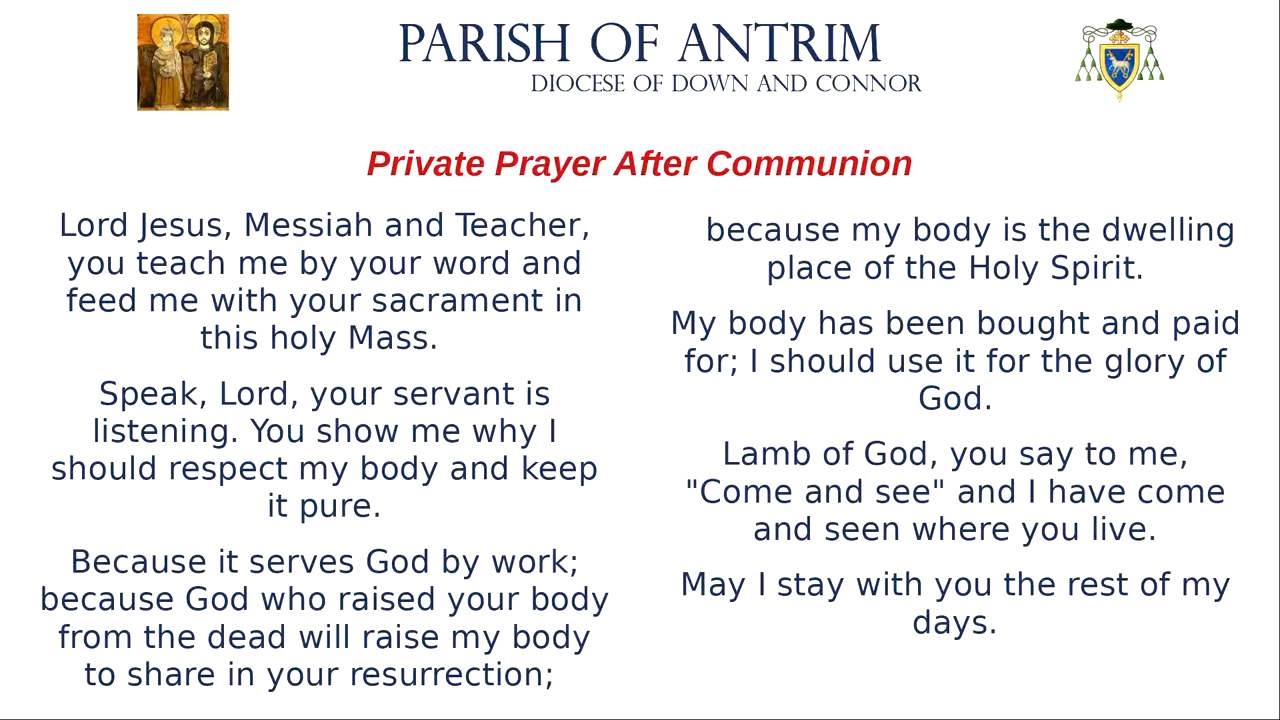 PARISH OF ANTRIM
DIOCESE OF DOWN AND CONNOR
Private Prayer After Communion
Lord Jesus, Messiah and Teacher,
you teach me by your word and
feed me with your sacrament in
this holy Mass.
Speak, Lord, your servant is
listening. You show me why I
should respect my body and keep
it pure.
Because it serves God by work;
because God who raised your body
from the dead will raise my body
to share in your resurrection;
because my body is the dwelling
place of the Holy Spirit.
My body has been bought and paid
for; I should use it for the glory of
God.
Lamb of God, you say to me,
"Come and see" and I have come
and seen where you live.
May I stay with you the rest of my
days.